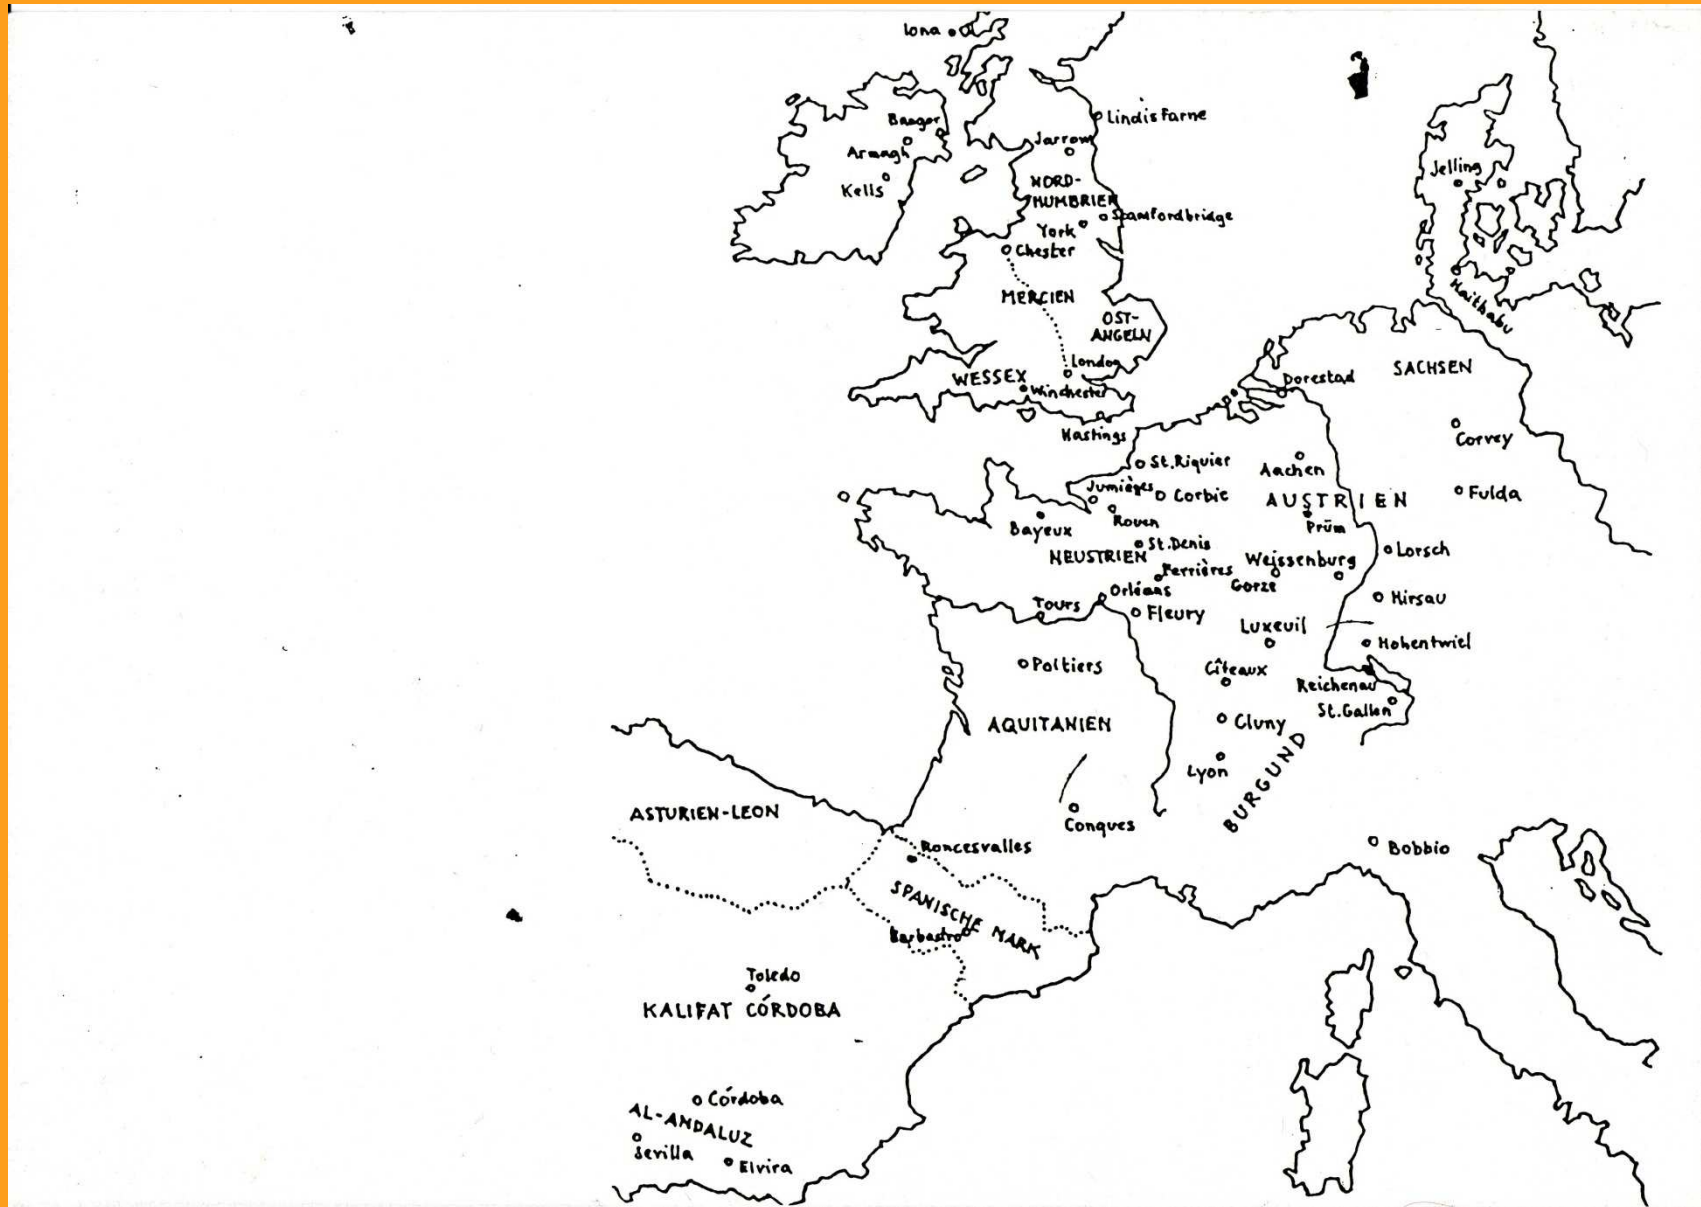 Iona
Lindisfarne
Bangor
Armagh
Kells
Jarrow
NORD-
HUMBRIEN
Stamfordbridge
York
Chester
MERCIEN
OST-
ANGELN
London
WESSEX
Winchester
Hastings
Jelling
Haithabu
SACHSEN
Dorestad
Corvey
Fulda
St. Riquier
Aachen
Jumièges
Corbie
AUSTRIEN
Prüm
Rouen
Bayeux
St. Denis
NEUSTRIEN
Lorsch
Weissenburg
Ferrières
Gorze
Orléans
Hirsau
Tours
Fleury
Luxeuil
Hohentwiel
Poitiers
Cîteaux
Reichenau
St. Gallen
AQUITANIEN
Cluny
Lyon
BURGUND
ASTURIEN-LEON
Conques
Roncesvalles
Bobbio
SPANISCHE MARK
Barbastro
Toledo
KALIFAT CÓRDOBA
Córdoba
AL-ANDALUZ
Sevilla
Elvira